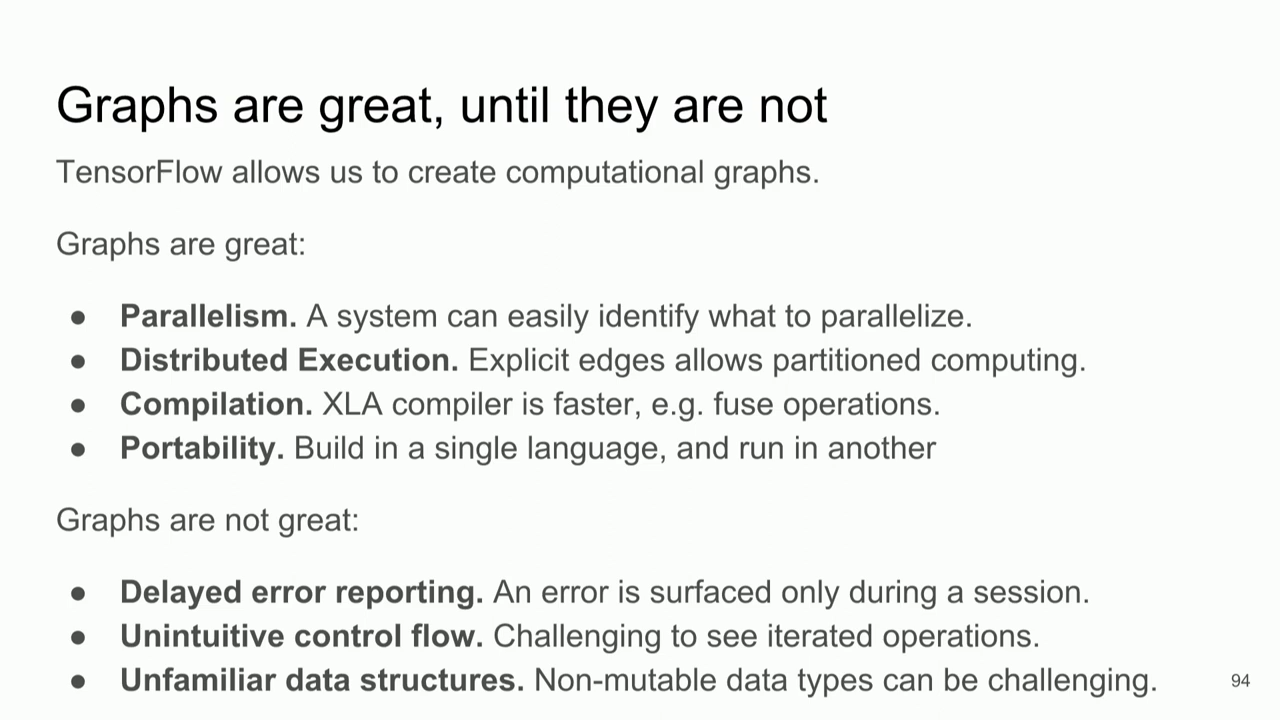 Graphs are great, until they are not
TensorFlow allows us to create computational graphs.
Graphs are great:
● Parallelism. A system can easily identify what to parallelize.
● Distributed Execution. Explicit edges allows partitioned computing.
● Compilation. XLA compiler is faster, e.g. fuse operations.
● Portability. Build in a single language, and run in another
Graphs are not great:
● Delayed error reporting. An error is surfaced only during a session.
● Unintuitive control flow. Challenging to see iterated operations.
● Unfamiliar data structures. Non-mutable data types can be challenging.
94